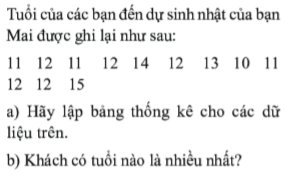 Tuổi của các bạn đến dự sinh nhật của bạn
Mai được ghi lại như sau:
11 12 11 12 14 12 13 10 11
12 12 15
a) Hãy lập bảng thống kê cho các dữ
liệu trên.
b) Khách có tuổi nào là nhiều nhất?